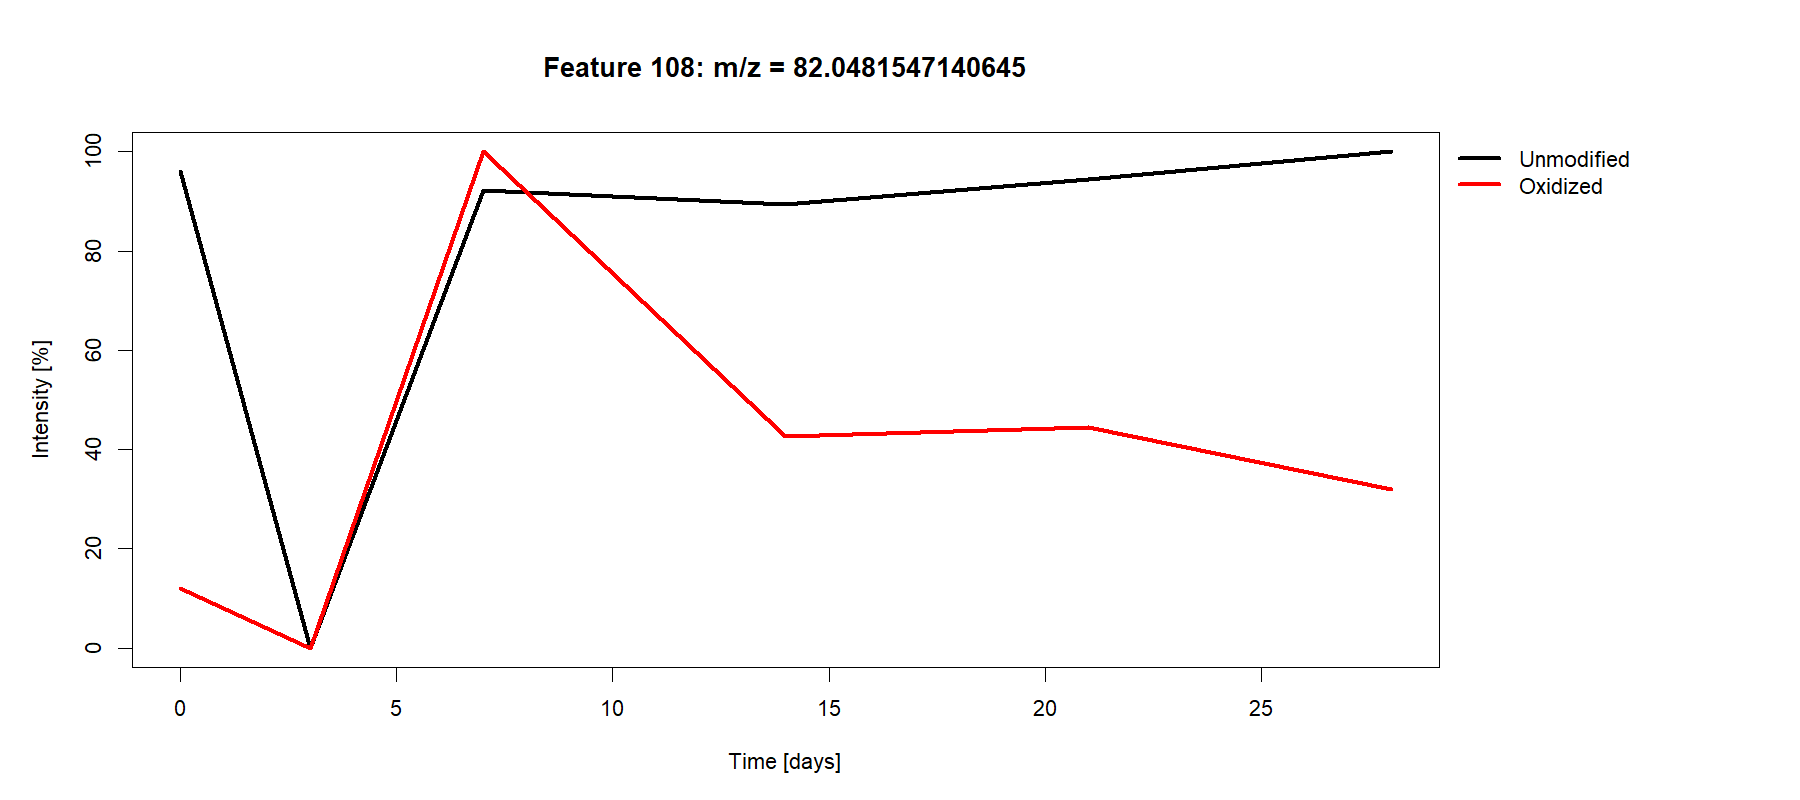 Feature 108: m/z = 82.0481547140645
Unmodified
Oxidized
Intensity [%]
100
80
60
40
20
0
0 5 10 15 20 25
Time [days]